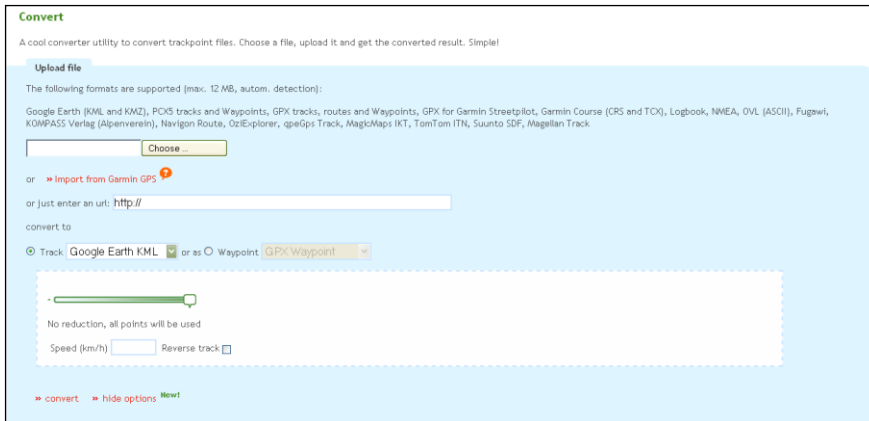 Convert
A cool converter utility to convert trackpoint files. Choose a file, upload it and get the converted result. Simple!
Upload file
The following formats are supported (max. 12 MB, autom. detection):
Google Earth (KML and KMZ), PCX5 tracks and Waypoints, GPX tracks, routes and Waypoints, GPX for Garmin Streetpilot, Garmin Course (CRS and TCX), Logbook, NMEA, OVL (ASCII), Fugawi,
KOMPASS Verlag (Alpenverein), Navigon Route, OziExplorer, qpeGps Track, MagicMaps IKT, TomTom ITN, Suunto SDF, Magellan Track
Choose ...
or » Import from Garmin GPS ?
or just enter an url: http://
convert to
Track Google Earth KML or as Waypoint GPX Waypoint
-
No reduction, all points will be used
Speed (km/h) Reverse track
» convert » hide options New!